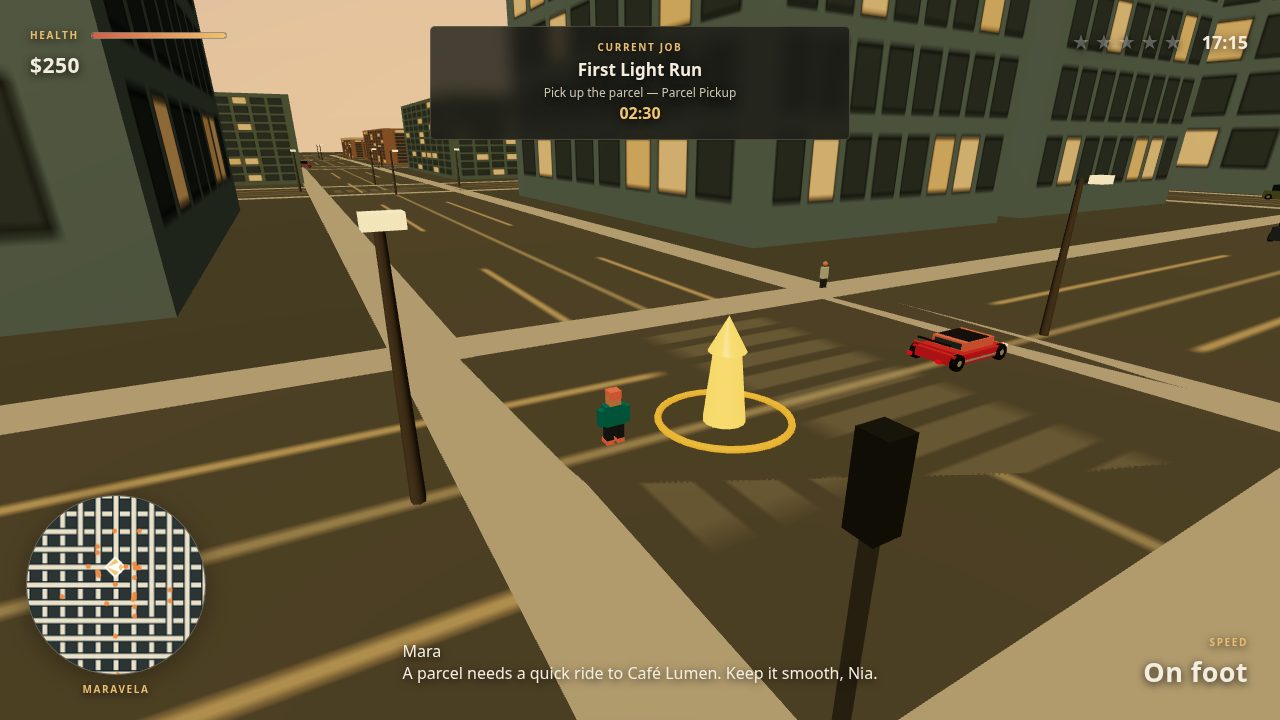 HEALTH
$250
CURRENT JOB
First Light Run
Pick up the parcel — Parcel Pickup
02:30
17:15
MARAVELA
Mara
A parcel needs a quick ride to Café Lumen. Keep it smooth, Nia.
SPEED
On foot